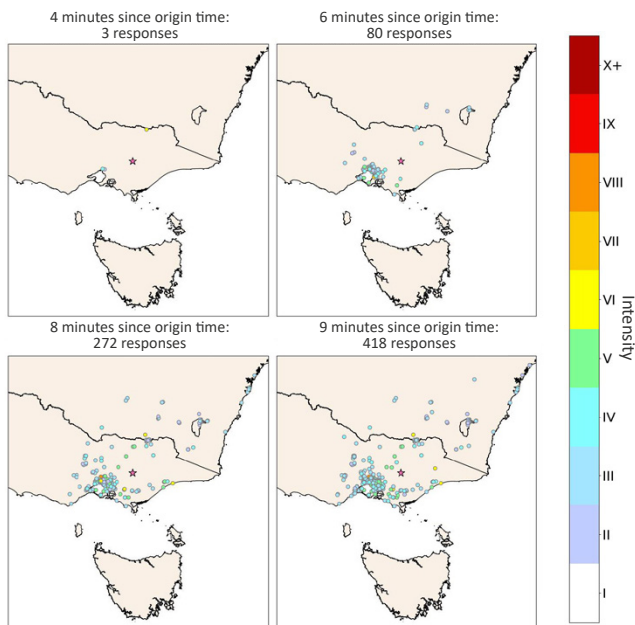 4 minutes since origin time:
3 responses
6 minutes since origin time:
80 responses
8 minutes since origin time:
272 responses
9 minutes since origin time:
418 responses
X+
IX
VIII
VII
VI
V
IV
III
II
I
Intensity